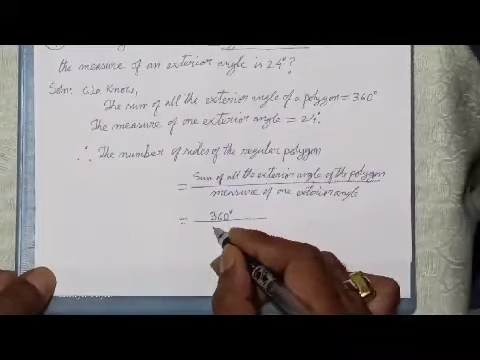 the measure of an exterior angle is 24°?
Soln: We know,
The sum of all the exterior angle of a polygon = 360°
The measure of one exterior angle = 24°.
∴ The number of sides of the regular polygon
= Sum of all the exterior angle of the polygon
measure of one exterior angle
= 360°